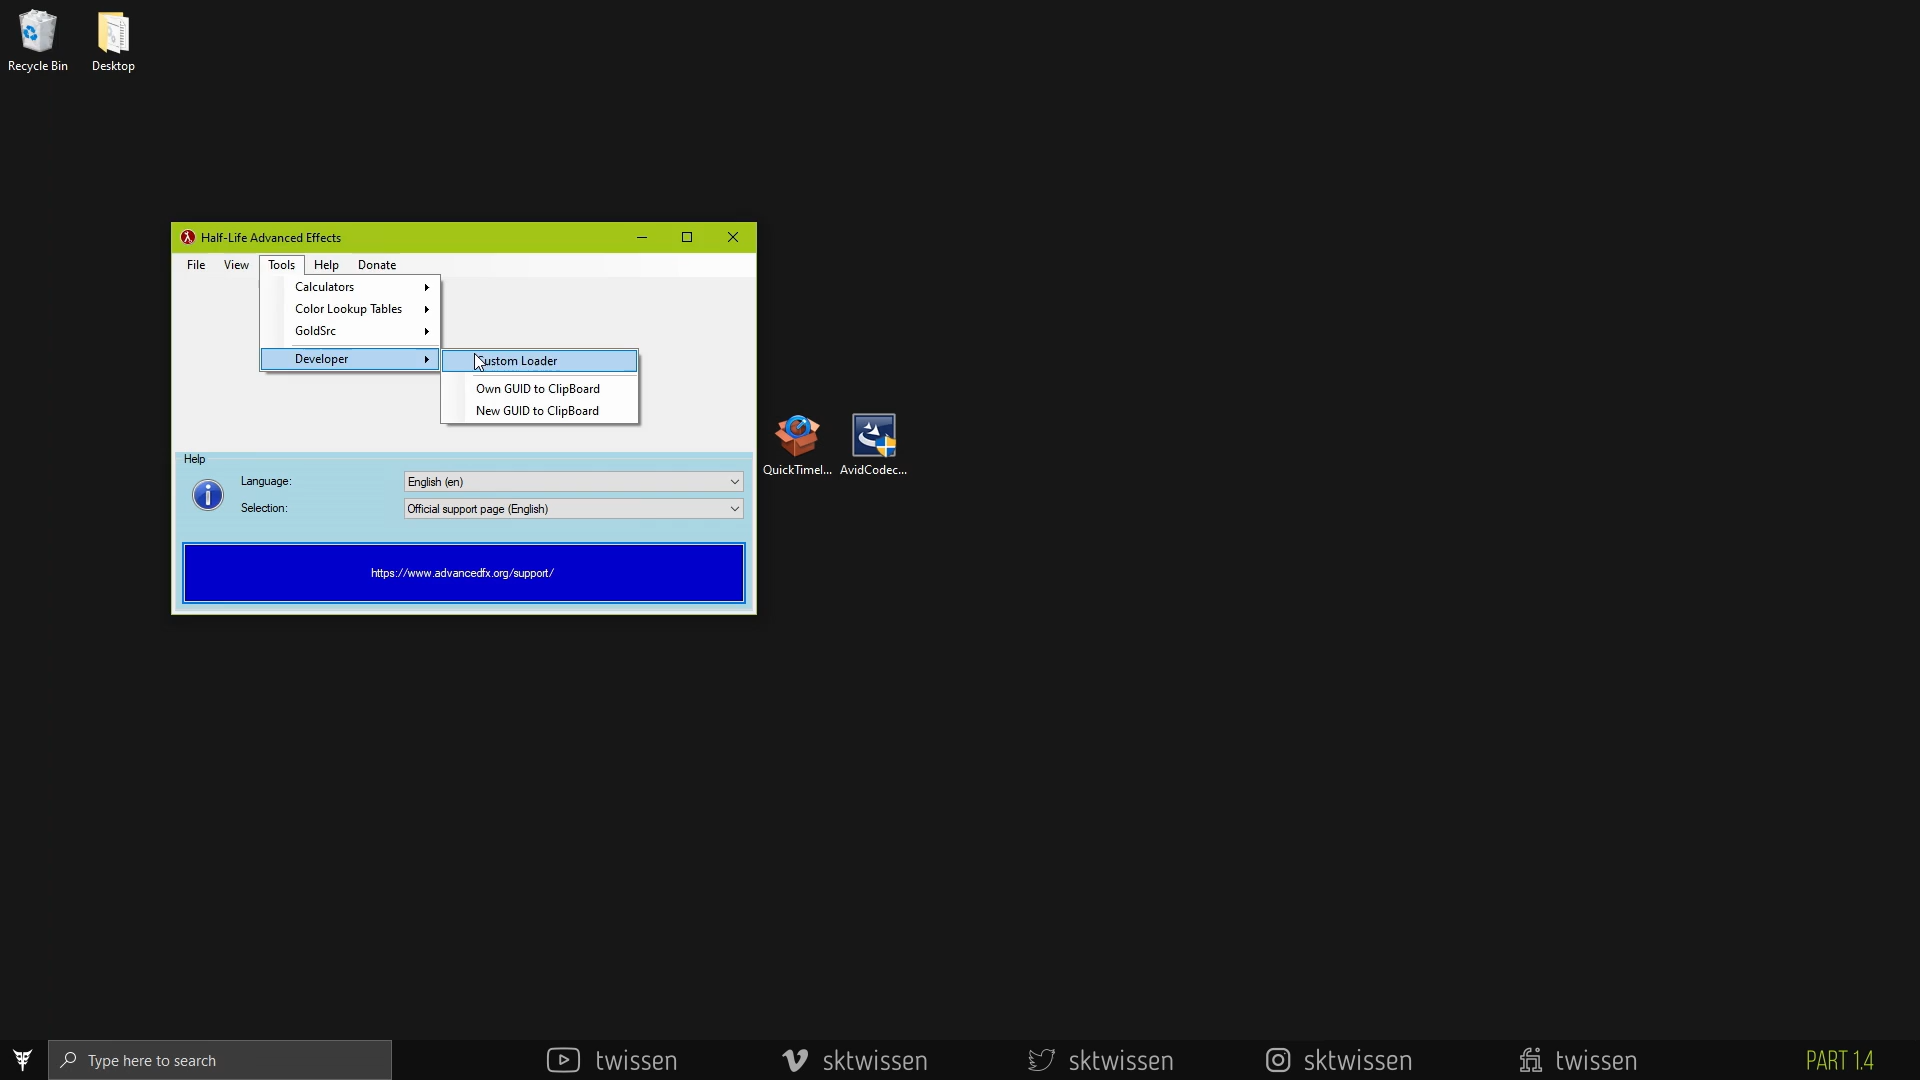 Recycle Bin
Desktop
Half-Life Advanced Effects
File View Tools Help Donate
Calculators
Color Lookup Tables
GoldSrc
Developer
Custom Loader
Own GUID to ClipBoard
New GUID to ClipBoard
QuickTimeI...
AvidCodec...
Help
Language:
English (en)
Selection:
Official support page (English)
https://www.advancedfx.org/support/
Type here to search
twissen
sktwissen
sktwissen
sktwissen
twissen
PART 1.4